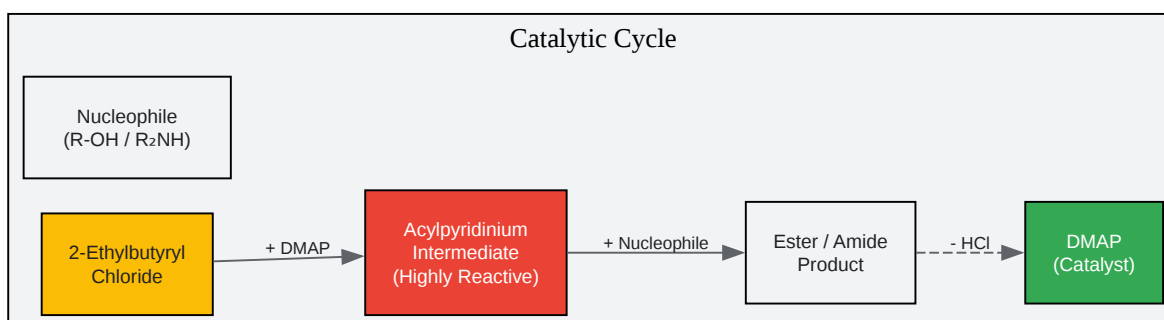 Catalytic Cycle
Nucleophile
(R-OH / R₂NH)
2-Ethylbutyryl
Chloride
+ DMAP
Acylpyridinium
Intermediate
(Highly Reactive)
+ Nucleophile
Ester / Amide
Product
- HCl
DMAP
(Catalyst)